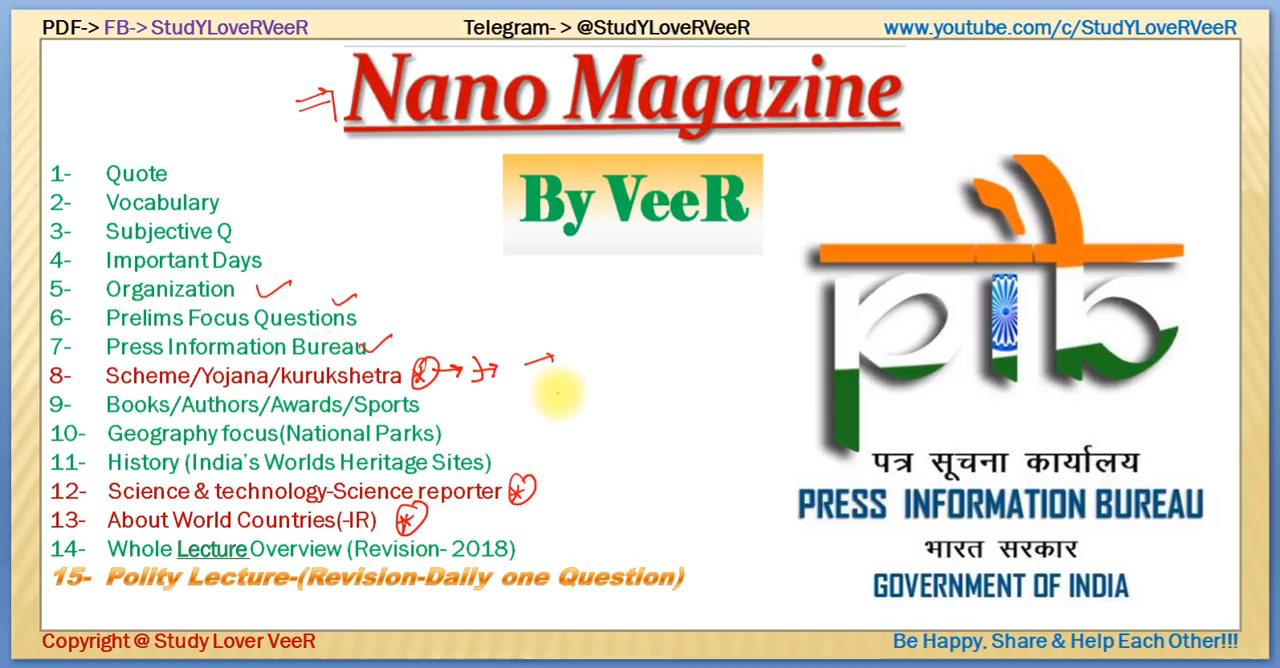 PDF-> FB-> StudYLoveRVeeR Telegram- > @StudYLoveRVeeR www.youtube.com/c/StudYLoveRVeeR
Nano Magazine
By VeeR
1- Quote
2- Vocabulary
3- Subjective Q
4- Important Days
5- Organization
6- Prelims Focus Questions
7- Press Information Bureau
8- Scheme/Yojana/kurukshetra
9- Books/Authors/Awards/Sports
10- Geography focus(National Parks)
11- History (India's Worlds Heritage Sites)
12- Science & technology-Science reporter
13- About World Countries(-IR)
14- Whole Lecture Overview (Revision- 2018)
15- Polity Lecture-(Revision-Daily one Question)
pib
पत्र सूचना कार्यालय
PRESS INFORMATION BUREAU
भारत सरकार
GOVERNMENT OF INDIA
Copyright @ Study Lover VeeR Be Happy, Share & Help Each Other!!!